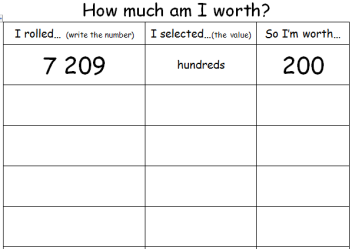 How much am I worth?
I rolled... (write the number) I selected...(the value) So I'm worth...
7 209 hundreds 200